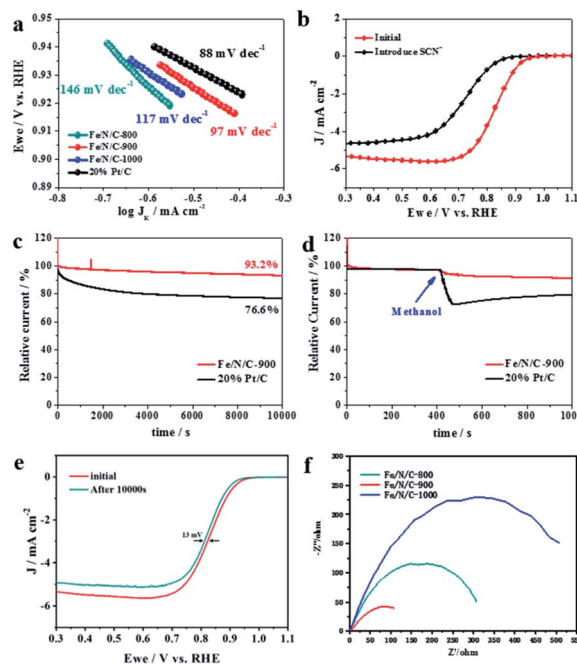 a
0.95
0.94
0.93
0.92
0.91
0.90
0.89
Ewe / V vs. RHE
88 mV dec⁻¹
146 mV dec⁻¹
117 mV dec⁻¹
97 mV dec⁻¹
Fe/N/C-800
Fe/N/C-900
Fe/N/C-1000
20% Pt/C
-0.8 -0.7 -0.6 -0.5 -0.4 -0.3
log Jκ / mA cm⁻²
b
Initial
Introduce SCN⁻
2
0
-2
-4
-6
-8
J / mA cm⁻²
0.3 0.4 0.5 0.6 0.7 0.8 0.9 1.0 1.1
Ewe / V vs. RHE
c
120
100
80
60
40
20
0
Relative current / %
93.2%
76.6%
Fe/N/C-900
20% Pt/C
0 2000 4000 6000 8000 10000
time / s
d
120
100
80
60
40
20
0
Relative Current / %
Methanol
Fe/N/C-900
20% Pt/C
0 200 400 600 800 1000
time / s
e
initial
After 10000s
0
-2
-4
-6
J / mA cm⁻²
13 mV
0.3 0.4 0.5 0.6 0.7 0.8 0.9 1.0 1.1
Ewe / V vs. RHE
f
Fe/N/C-800
Fe/N/C-900
Fe/N/C-1000
300
250
200
150
100
50
0
-Z''/ohm
0 50 100 150 200 250 300 350 400 450 500 550
Z'/ohm